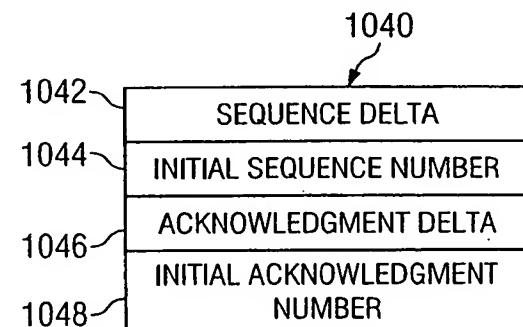 1040
1042
SEQUENCE DELTA
1044
INITIAL SEQUENCE NUMBER
1046
ACKNOWLEDGMENT DELTA
1048
INITIAL ACKNOWLEDGMENT
NUMBER